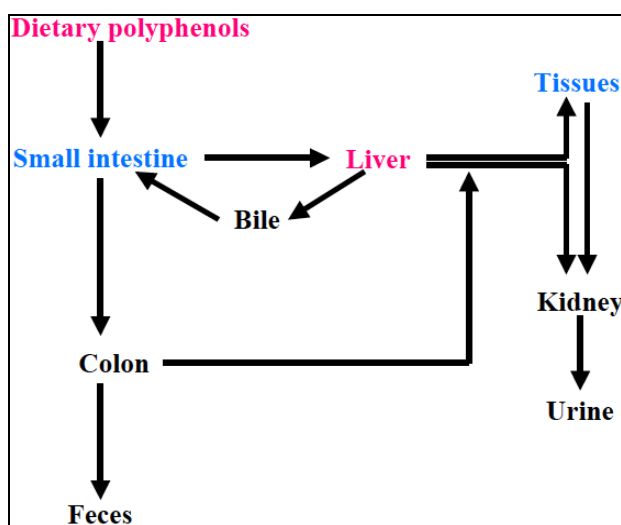 Dietary polyphenols
Tissues
Small intestine
Liver
Bile
Kidney
Colon
Urine
Feces